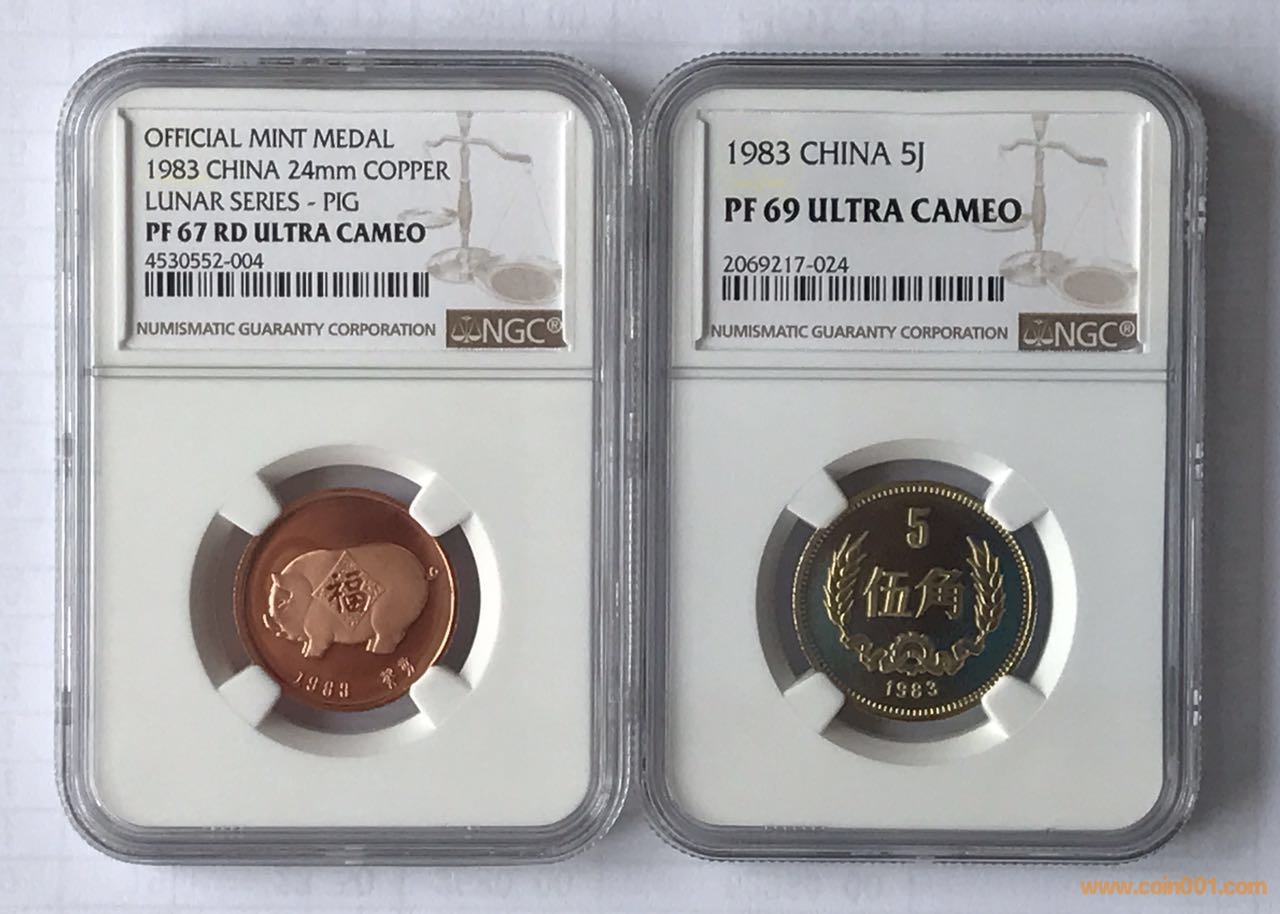 OFFICIAL MINT MEDAL
1983 CHINA 24mm COPPER
LUNAR SERIES - PIG
PF 67 RD ULTRA CAMEO
4530552-004
NUMISMATIC GUARANTY CORPORATION
NGC®
福
1983 癸亥
1983 CHINA 5J
PF 69 ULTRA CAMEO
2069217-024
NUMISMATIC GUARANTY CORPORATION
NGC®
5
伍角
1983
www.coin001.com